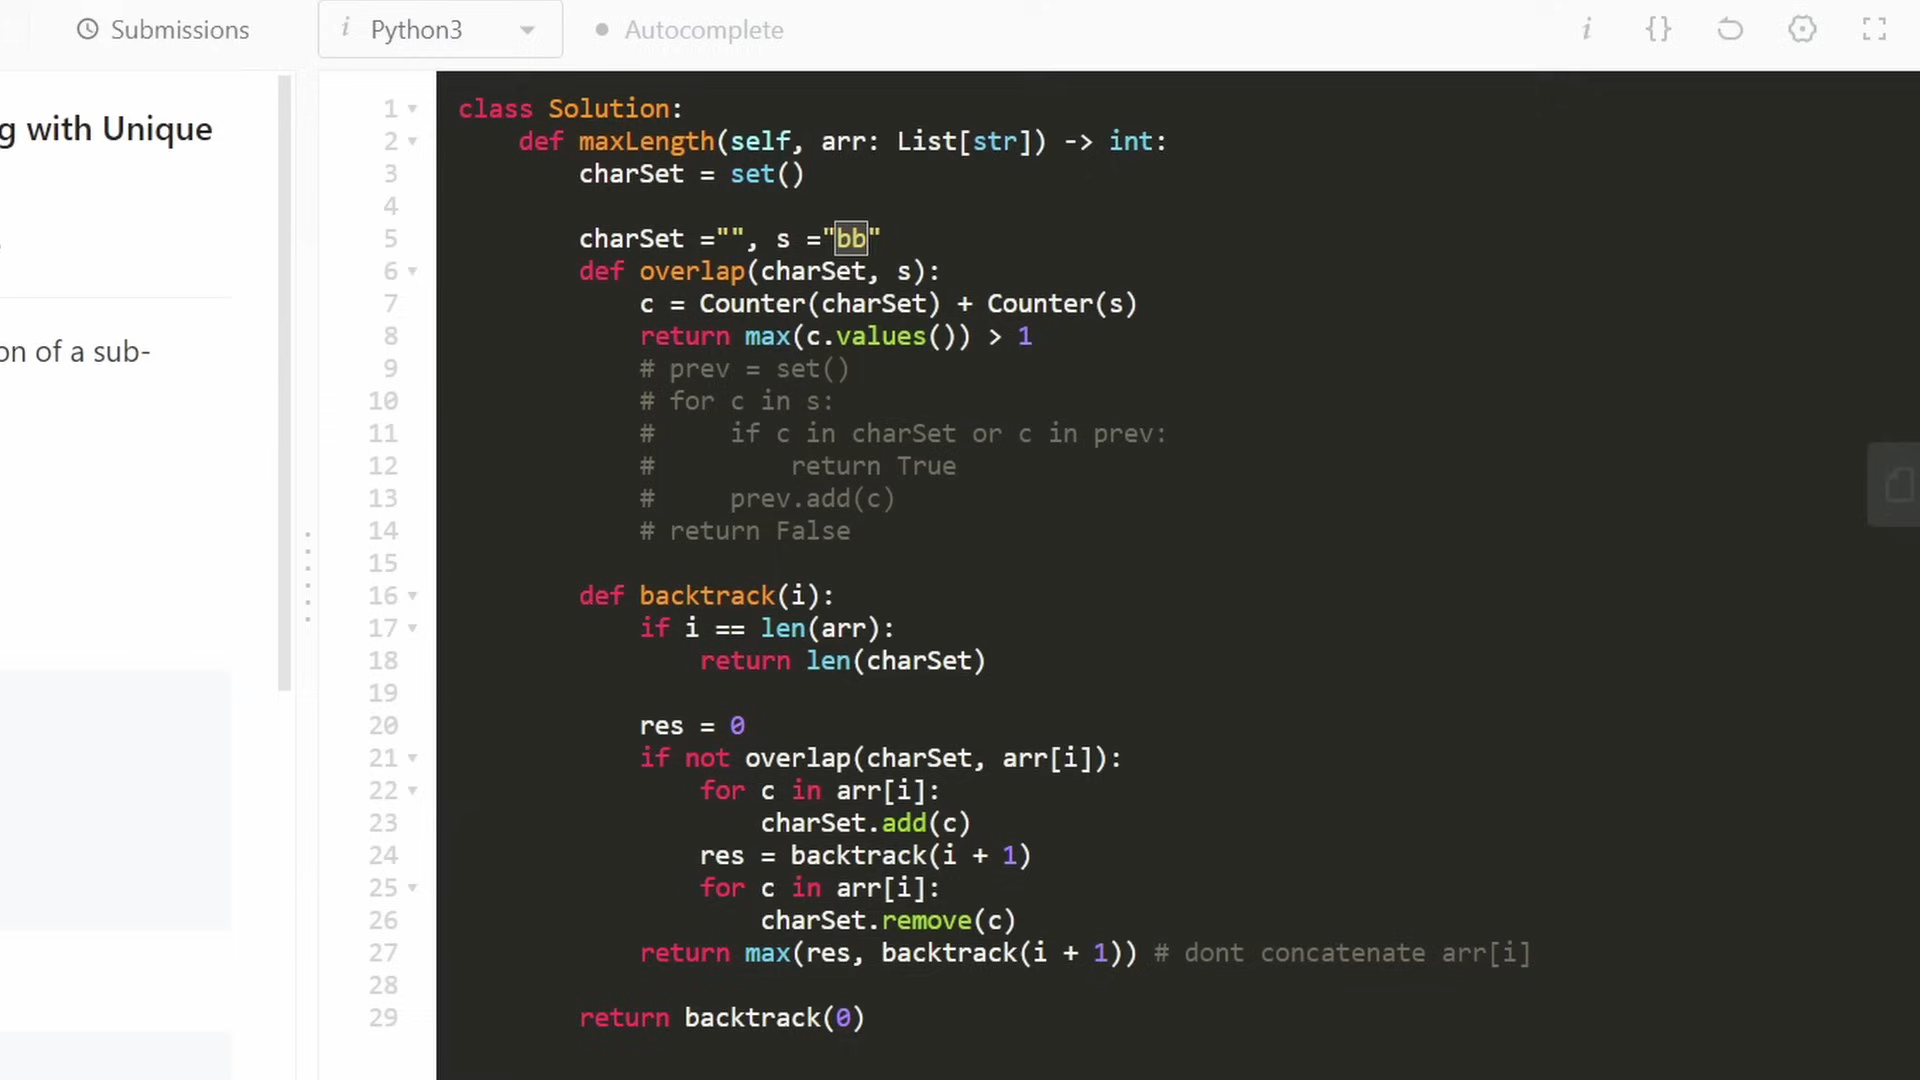 Submissions
i Python3
Autocomplete
i {}
g with Unique
on of a sub-
1 class Solution:
2 def maxLength(self, arr: List[str]) -> int:
3 charSet = set()
4
5 charSet ="", s ="bb"
6 def overlap(charSet, s):
7 c = Counter(charSet) + Counter(s)
8 return max(c.values()) > 1
9 # prev = set()
10 # for c in s:
11 #     if c in charSet or c in prev:
12 #         return True
13 #     prev.add(c)
14 # return False
15
16 def backtrack(i):
17 if i == len(arr):
18 return len(charSet)
19
20 res = 0
21 if not overlap(charSet, arr[i]):
22 for c in arr[i]:
23 charSet.add(c)
24 res = backtrack(i + 1)
25 for c in arr[i]:
26 charSet.remove(c)
27 return max(res, backtrack(i + 1)) # dont concatenate arr[i]
28
29 return backtrack(0)